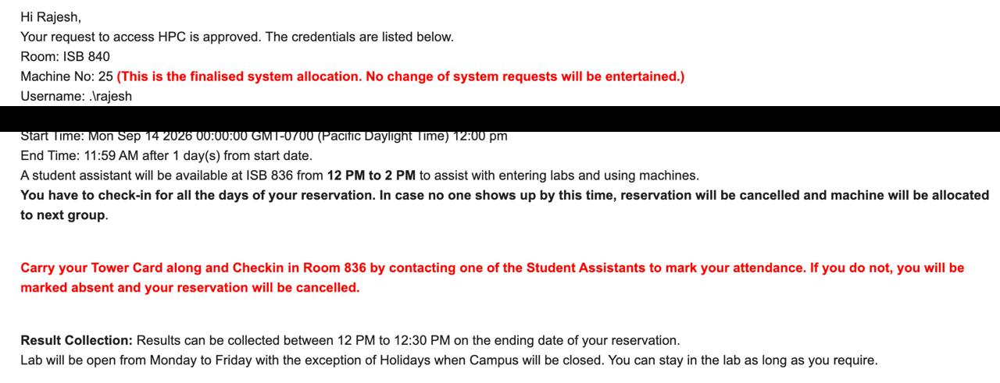 Hi Rajesh,
Your request to access HPC is approved. The credentials are listed below.
Room: ISB 840
Machine No: 25 (This is the finalised system allocation. No change of system requests will be entertained.)
Username: .\rajesh
Start Time: Mon Sep 14 2026 00:00:00 GMT-0700 (Pacific Daylight Time) 12:00 pm
End Time: 11:59 AM after 1 day(s) from start date.
A student assistant will be available at ISB 836 from 12 PM to 2 PM to assist with entering labs and using machines.
You have to check-in for all the days of your reservation. In case no one shows up by this time, reservation will be cancelled and machine will be allocated
to next group.
Carry your Tower Card along and Checkin in Room 836 by contacting one of the Student Assistants to mark your attendance. If you do not, you will be
marked absent and your reservation will be cancelled.
Result Collection: Results can be collected between 12 PM to 12:30 PM on the ending date of your reservation.
Lab will be open from Monday to Friday with the exception of Holidays when Campus will be closed. You can stay in the lab as long as you require.